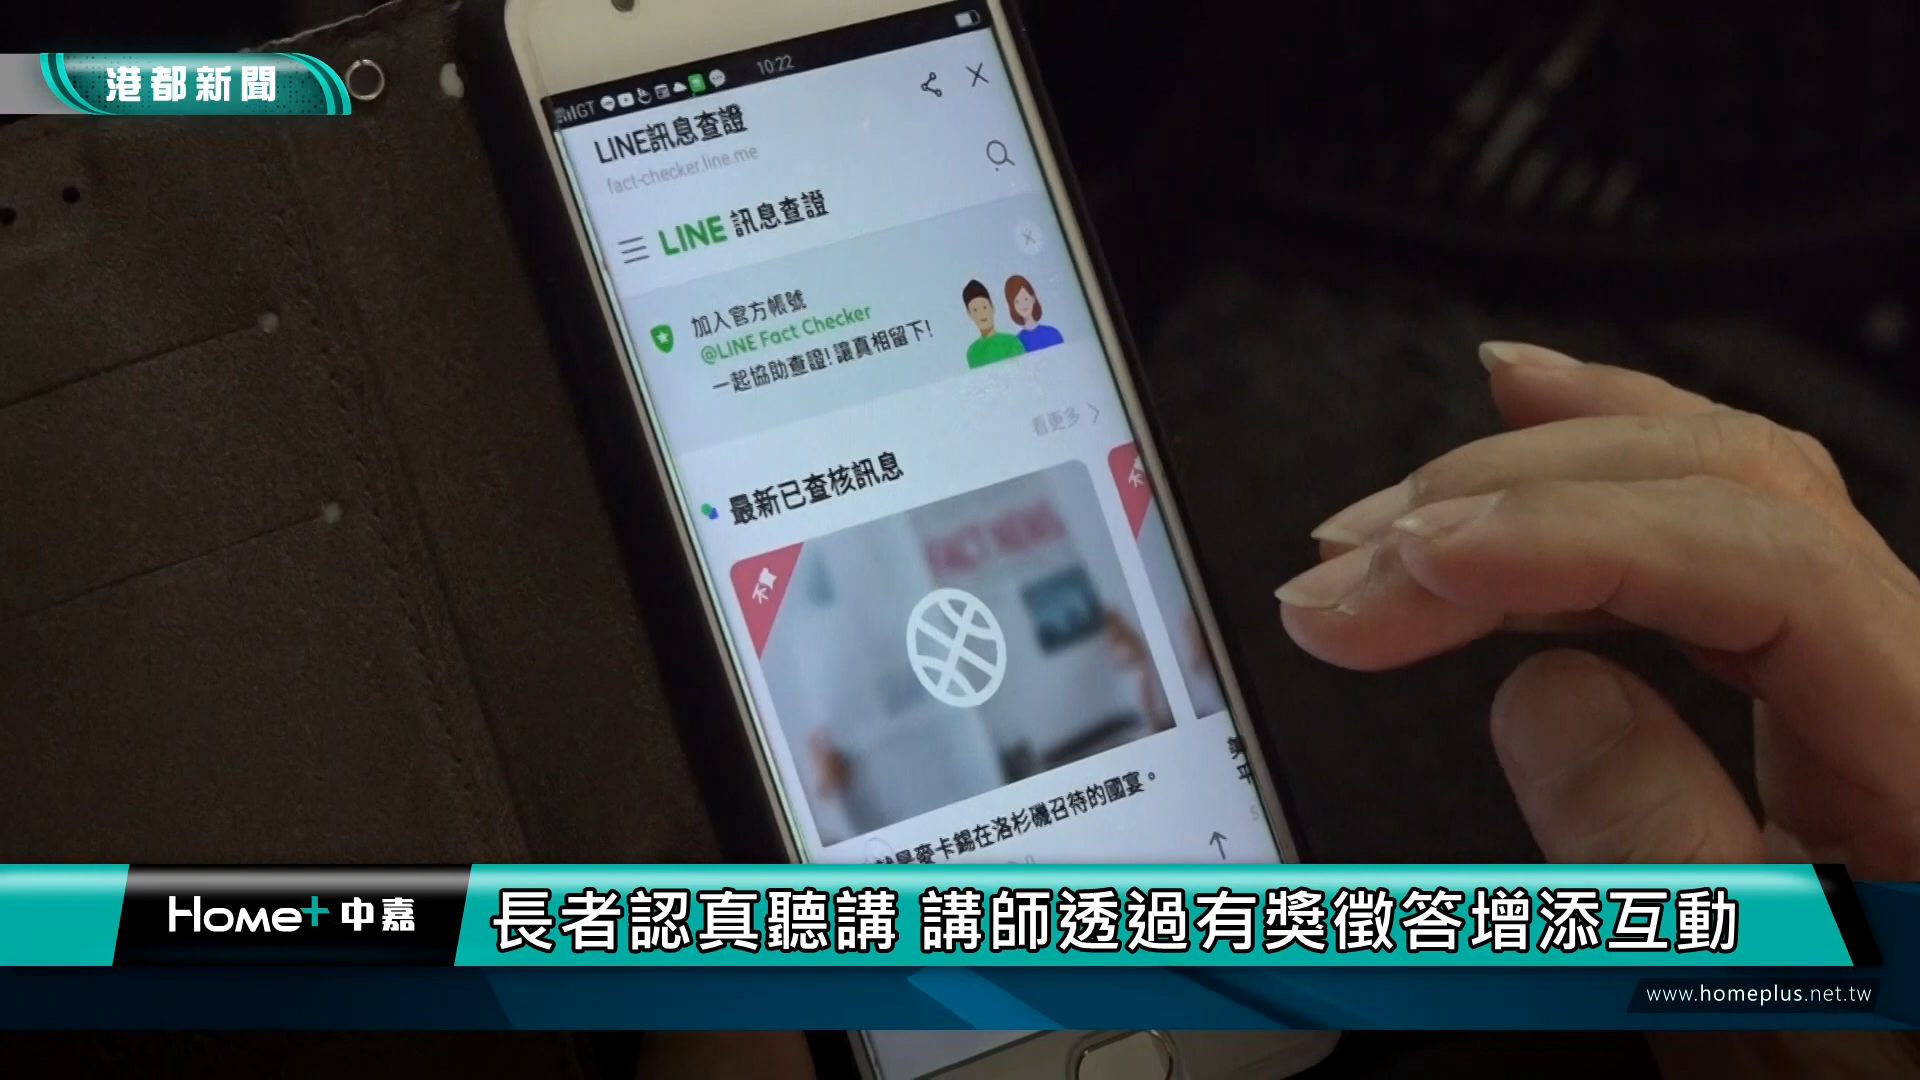 港都新聞
10:22
LINE訊息查證
fact-checker.line.me
LINE 訊息查證
加入官方帳號
@LINE Fact Checker
一起協助查證! 讓真相留下!
看更多
最新已查核訊息
FACT NEWS
就是麥卡錫在洛杉磯召待的國宴。
Home+中嘉
長者認真聽講 講師透過有獎徵答增添互動
www.homeplus.net.tw